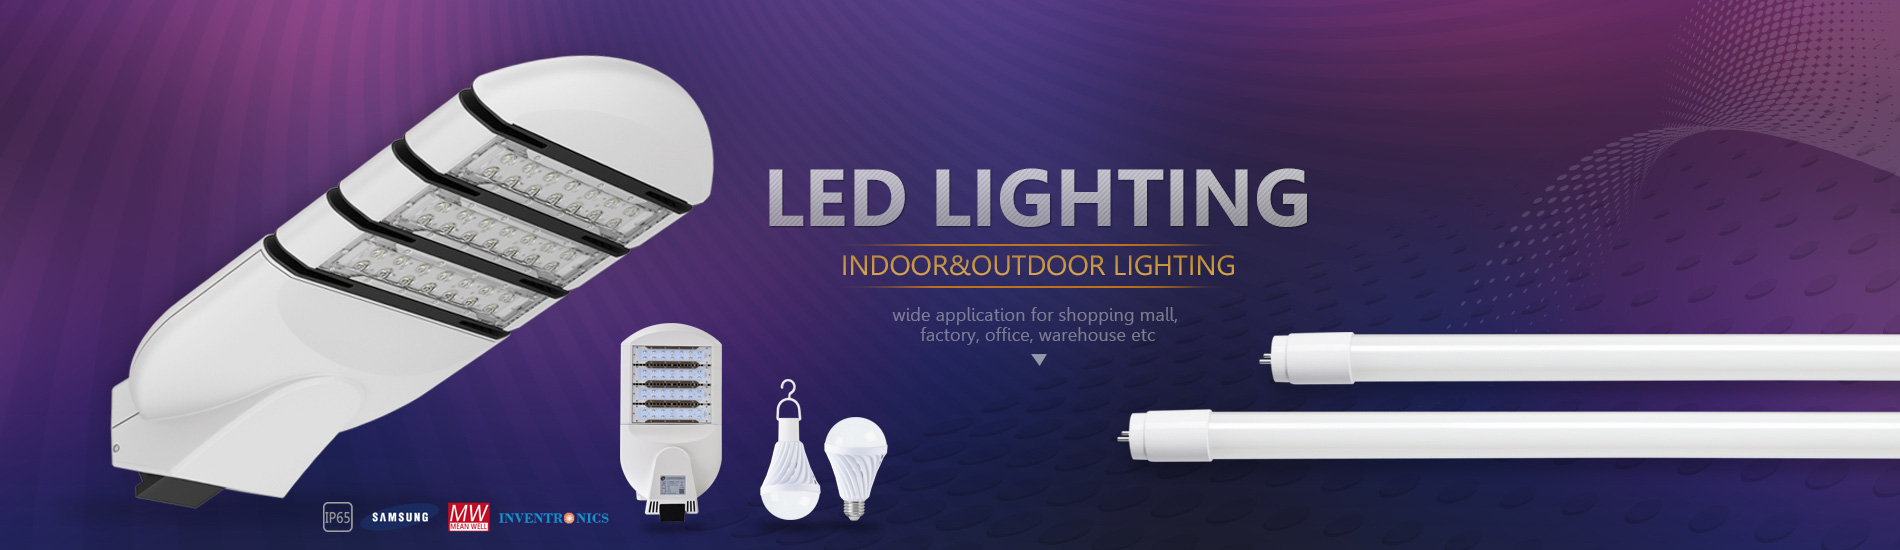 LED LIGHTING
INDOOR&OUTDOOR LIGHTING
wide application for shopping mall,
factory, office, warehouse etc
IP65
SAMSUNG
MW
MEAN WELL
INVENTRONICS